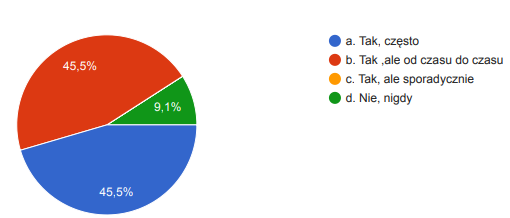 45,5%
9,1%
45,5%
a. Tak, często
b. Tak ,ale od czasu do czasu
c. Tak, ale sporadycznie
d. Nie, nigdy